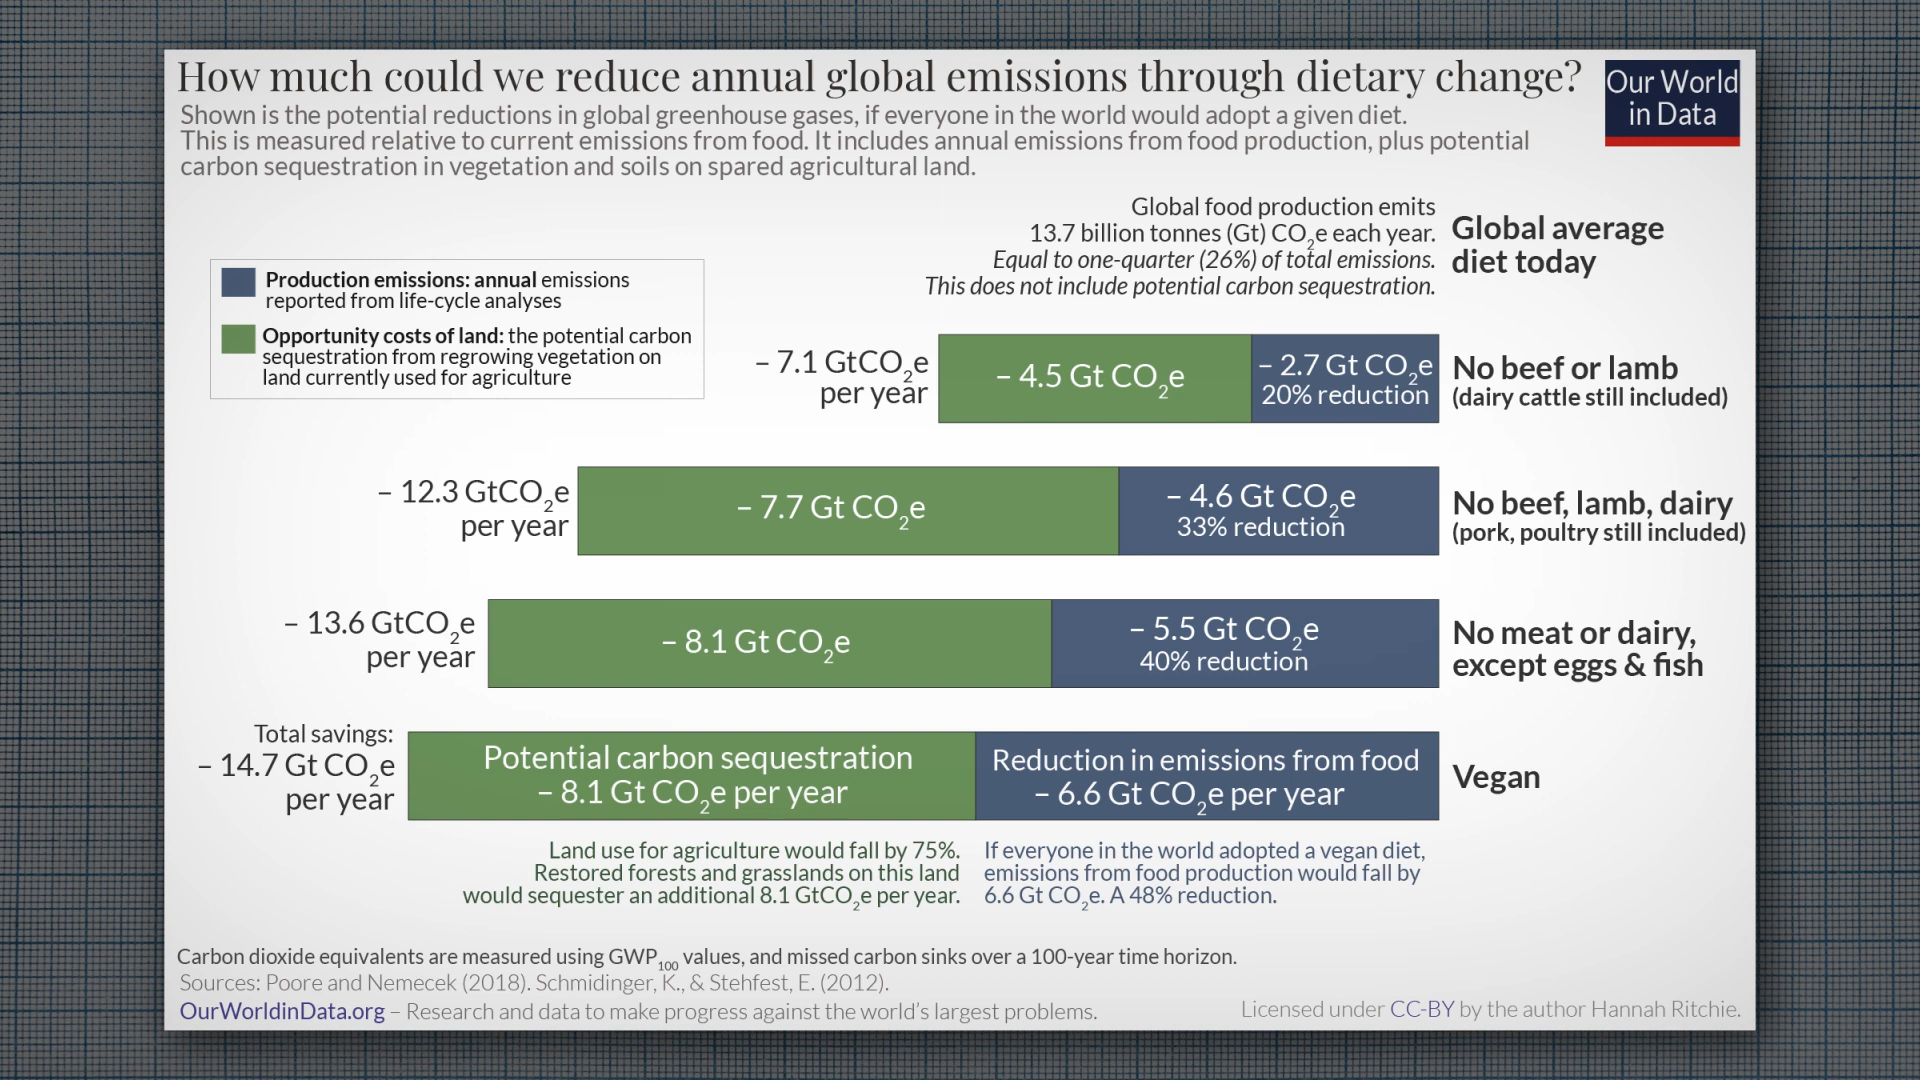 How much could we reduce annual global emissions through dietary change?
Our World
in Data
Shown is the potential reductions in global greenhouse gases, if everyone in the world would adopt a given diet.
This is measured relative to current emissions from food. It includes annual emissions from food production, plus potential
carbon sequestration in vegetation and soils on spared agricultural land.
Global food production emits
13.7 billion tonnes (Gt) CO₂e each year.
Equal to one-quarter (26%) of total emissions.
This does not include potential carbon sequestration.
Global average
diet today
Production emissions: annual emissions
reported from life-cycle analyses
Opportunity costs of land: the potential carbon
sequestration from regrowing vegetation on
land currently used for agriculture
– 7.1 GtCO₂e
per year
– 4.5 Gt CO₂e
– 2.7 Gt CO₂e
20% reduction
No beef or lamb
(dairy cattle still included)
– 12.3 GtCO₂e
per year
– 7.7 Gt CO₂e
– 4.6 Gt CO₂e
33% reduction
No beef, lamb, dairy
(pork, poultry still included)
– 13.6 GtCO₂e
per year
– 8.1 Gt CO₂e
– 5.5 Gt CO₂e
40% reduction
No meat or dairy,
except eggs & fish
Total savings:
– 14.7 Gt CO₂e
per year
Potential carbon sequestration
– 8.1 Gt CO₂e per year
Reduction in emissions from food
– 6.6 Gt CO₂e per year
Vegan
Land use for agriculture would fall by 75%.
Restored forests and grasslands on this land
would sequester an additional 8.1 GtCO₂e per year.
If everyone in the world adopted a vegan diet,
emissions from food production would fall by
6.6 Gt CO₂e. A 48% reduction.
Carbon dioxide equivalents are measured using GWP₁₀₀ values, and missed carbon sinks over a 100-year time horizon.
Sources: Poore and Nemecek (2018). Schmidinger, K., & Stehfest, E. (2012).
OurWorldinData.org – Research and data to make progress against the world's largest problems.
Licensed under CC-BY by the author Hannah Ritchie.